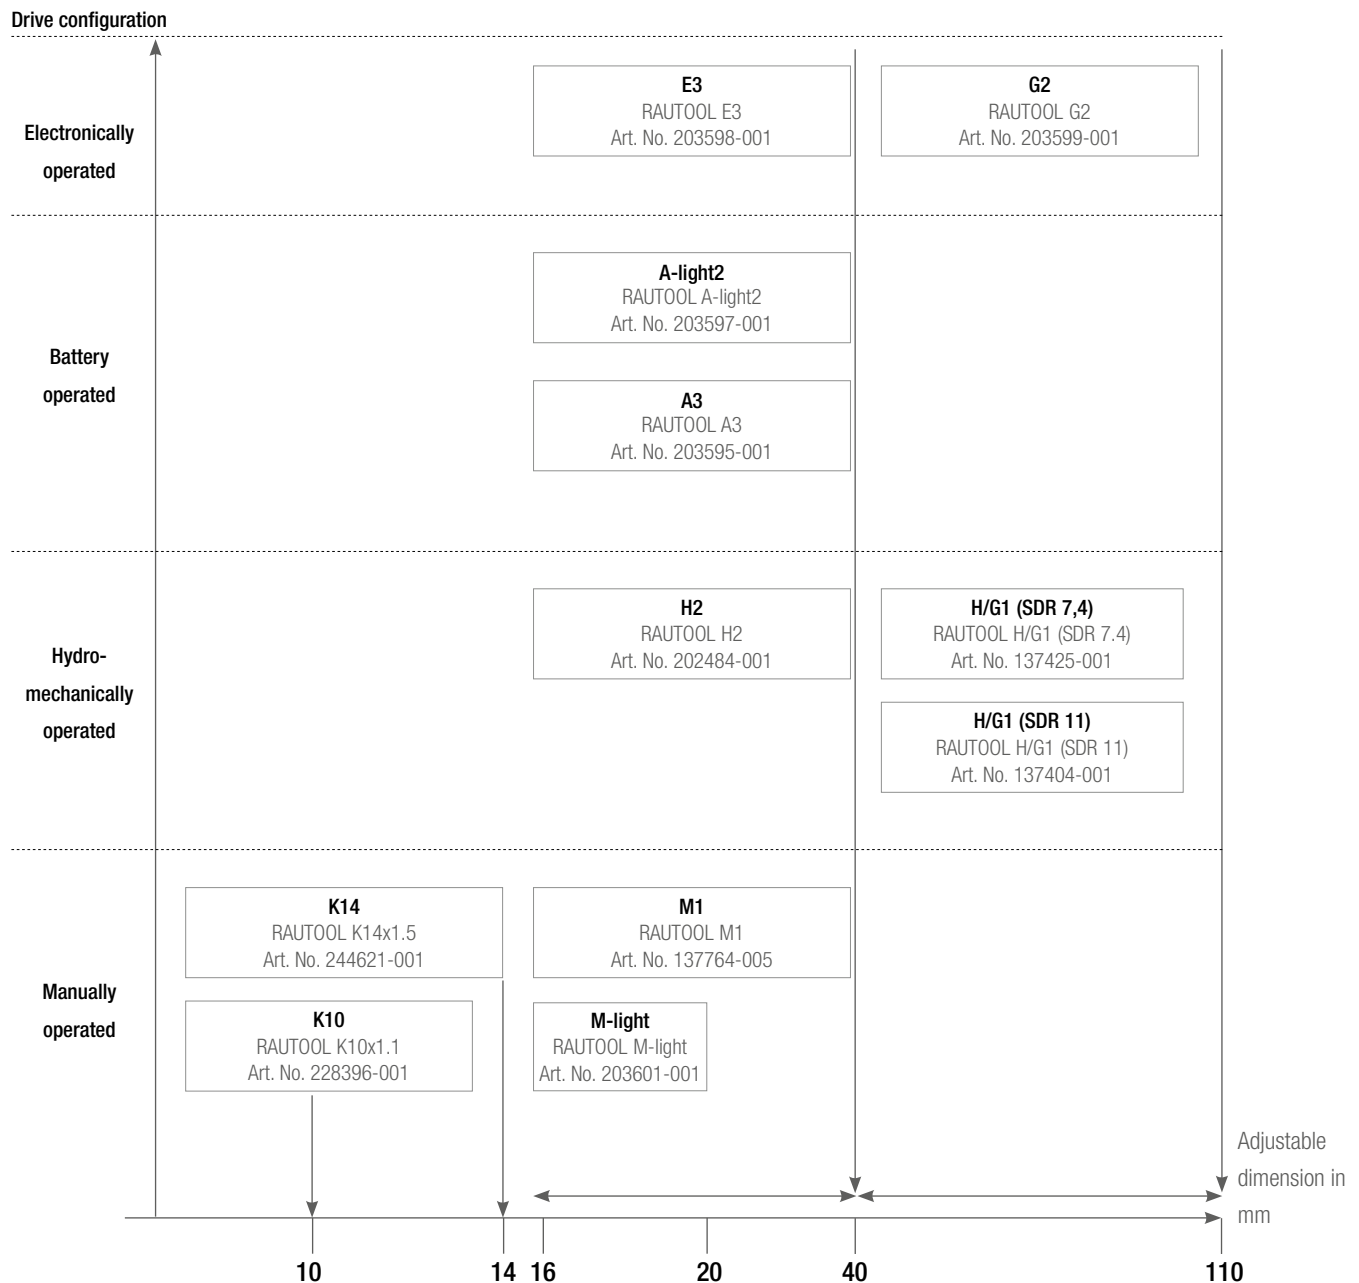 Drive configuration
Electronically
operated
E3
RAUTOOL E3
Art. No. 203598-001
G2
RAUTOOL G2
Art. No. 203599-001
Battery
operated
A-light2
RAUTOOL A-light2
Art. No. 203597-001
A3
RAUTOOL A3
Art. No. 203595-001
Hydro-
mechanically
operated
H2
RAUTOOL H2
Art. No. 202484-001
H/G1 (SDR 7,4)
RAUTOOL H/G1 (SDR 7.4)
Art. No. 137425-001
H/G1 (SDR 11)
RAUTOOL H/G1 (SDR 11)
Art. No. 137404-001
Manually
operated
K14
RAUTOOL K14x1.5
Art. No. 244621-001
M1
RAUTOOL M1
Art. No. 137764-005
K10
RAUTOOL K10x1.1
Art. No. 228396-001
M-light
RAUTOOL M-light
Art. No. 203601-001
Adjustable
dimension in
mm
10 14 16 20 40 110